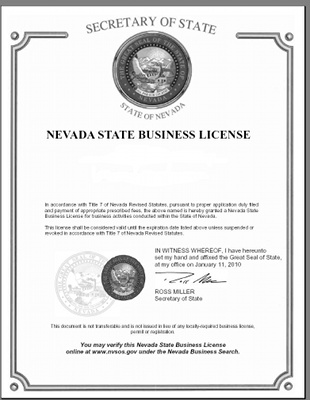 SECRETARY OF STATE
STATE OF NEVADA
NEVADA STATE BUSINESS LICENSE
In accordance with Title 7 of Nevada Revised Statutes, pursuant to proper application duly filed
and payment of appropriate prescribed fees, the above named is hereby granted a Nevada State
Business License for business activities conducted within the State of Nevada.
This license shall be considered valid until the expiration date listed above unless suspended or
revoked in accordance with Title 7 of Nevada Revised Statutes.
IN WITNESS WHEREOF, I have hereunto
set my hand and affixed the Great Seal of State,
at my office on January 11, 2010
ROSS MILLER
Secretary of State
This document is not transferable and is not issued in lieu of any locally-required business license,
permit or registration.
You may verify this Nevada State Business License
online at www.nvsos.gov under the Nevada Business Search.